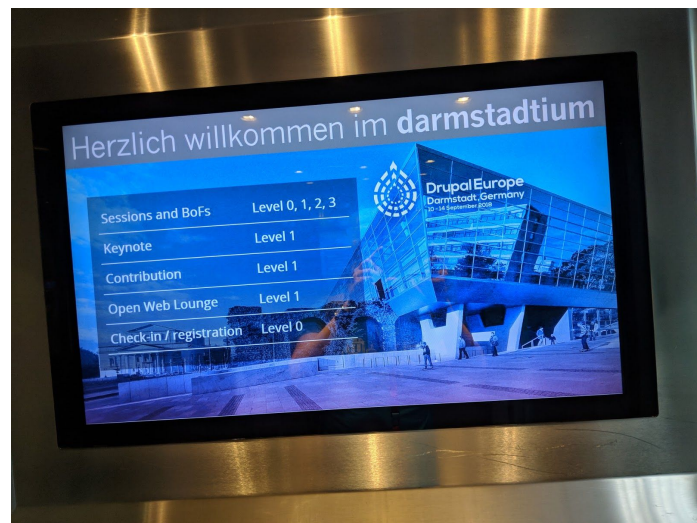 Herzlich willkommen im darmstadtium
Drupal Europe
Darmstadt, Germany
10-14 September 2018
Sessions and BoFs Level 0, 1, 2, 3
Keynote Level 1
Contribution Level 1
Open Web Lounge Level 1
Check-in / registration Level 0